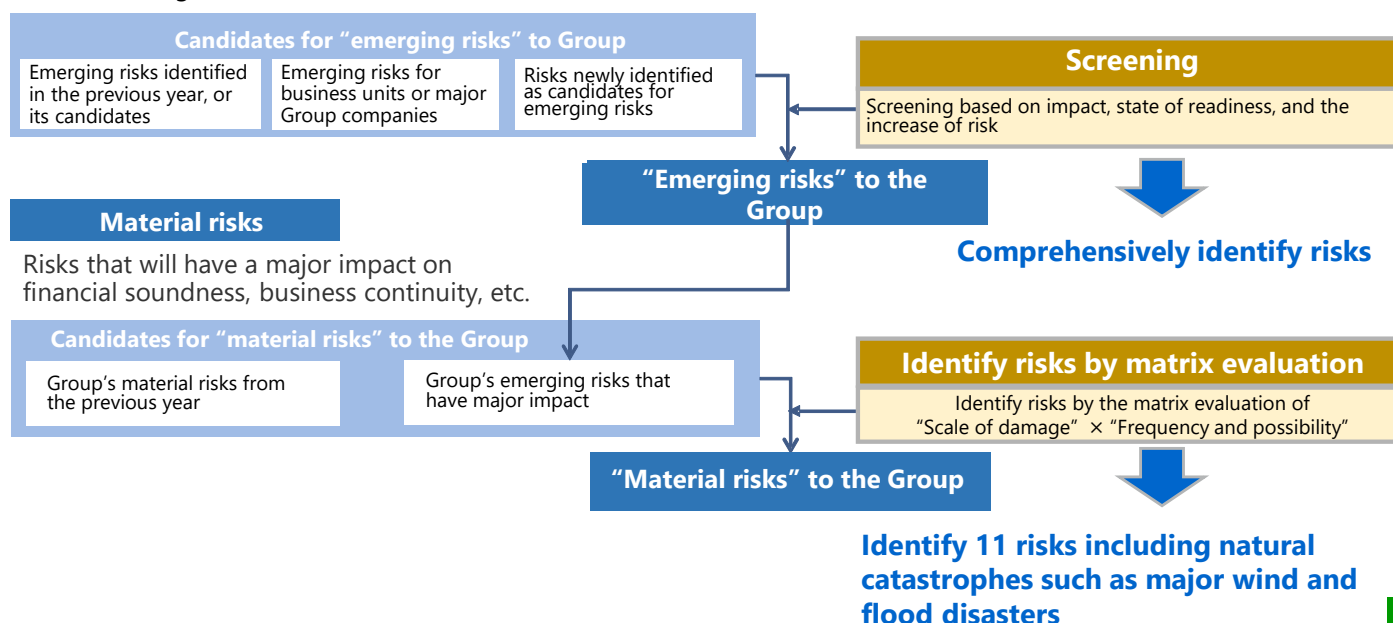 Candidates for “emerging risks” to Group
Emerging risks identified
in the previous year, or
its candidates
Emerging risks for
business units or major
Group companies
Risks newly identified
as candidates for
emerging risks
Screening
Screening based on impact, state of readiness, and the
increase of risk
“Emerging risks” to the
Group
Comprehensively identify risks
Material risks
Risks that will have a major impact on
financial soundness, business continuity, etc.
Candidates for “material risks” to the Group
Group’s material risks from
the previous year
Group’s emerging risks that
have major impact
Identify risks by matrix evaluation
Identify risks by the matrix evaluation of
“Scale of damage” × “Frequency and possibility”
“Material risks” to the Group
Identify 11 risks including natural
catastrophes such as major wind and
flood disasters